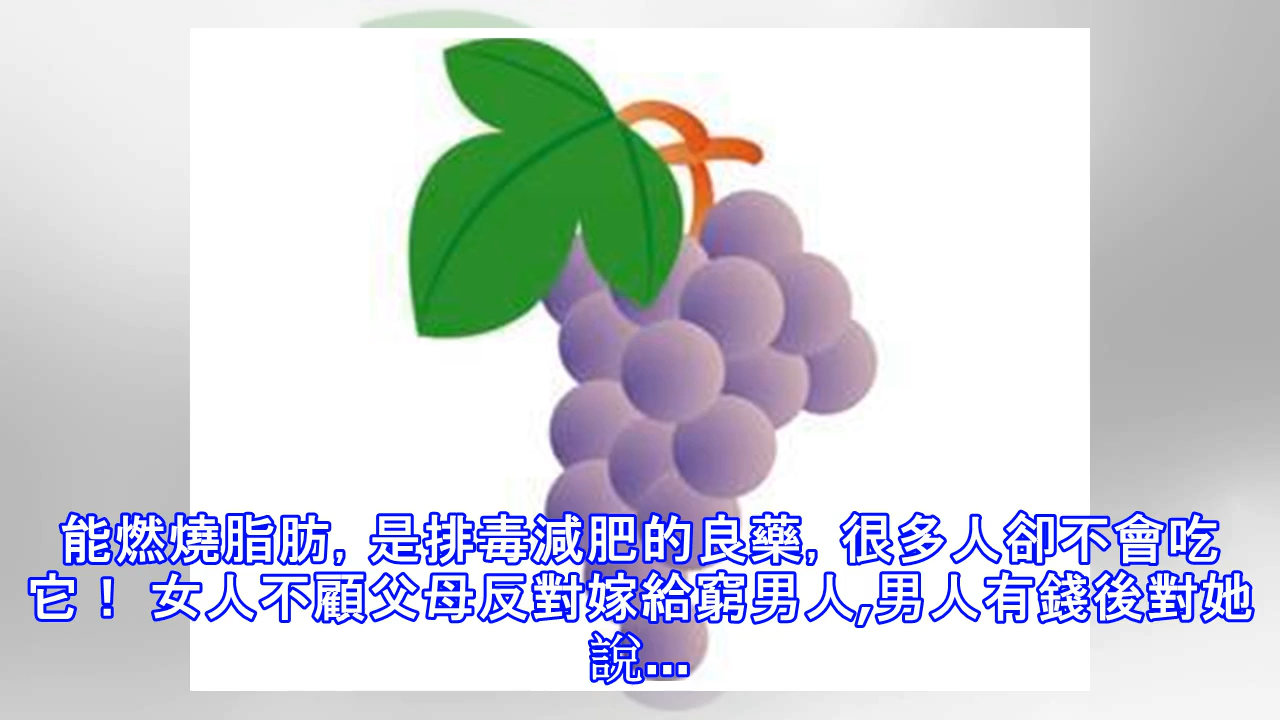 能燃燒脂肪, 是排毒減肥的良藥, 很多人卻不會吃
它！ 女人不顧父母反對嫁給窮男人,男人有錢後對她
說...